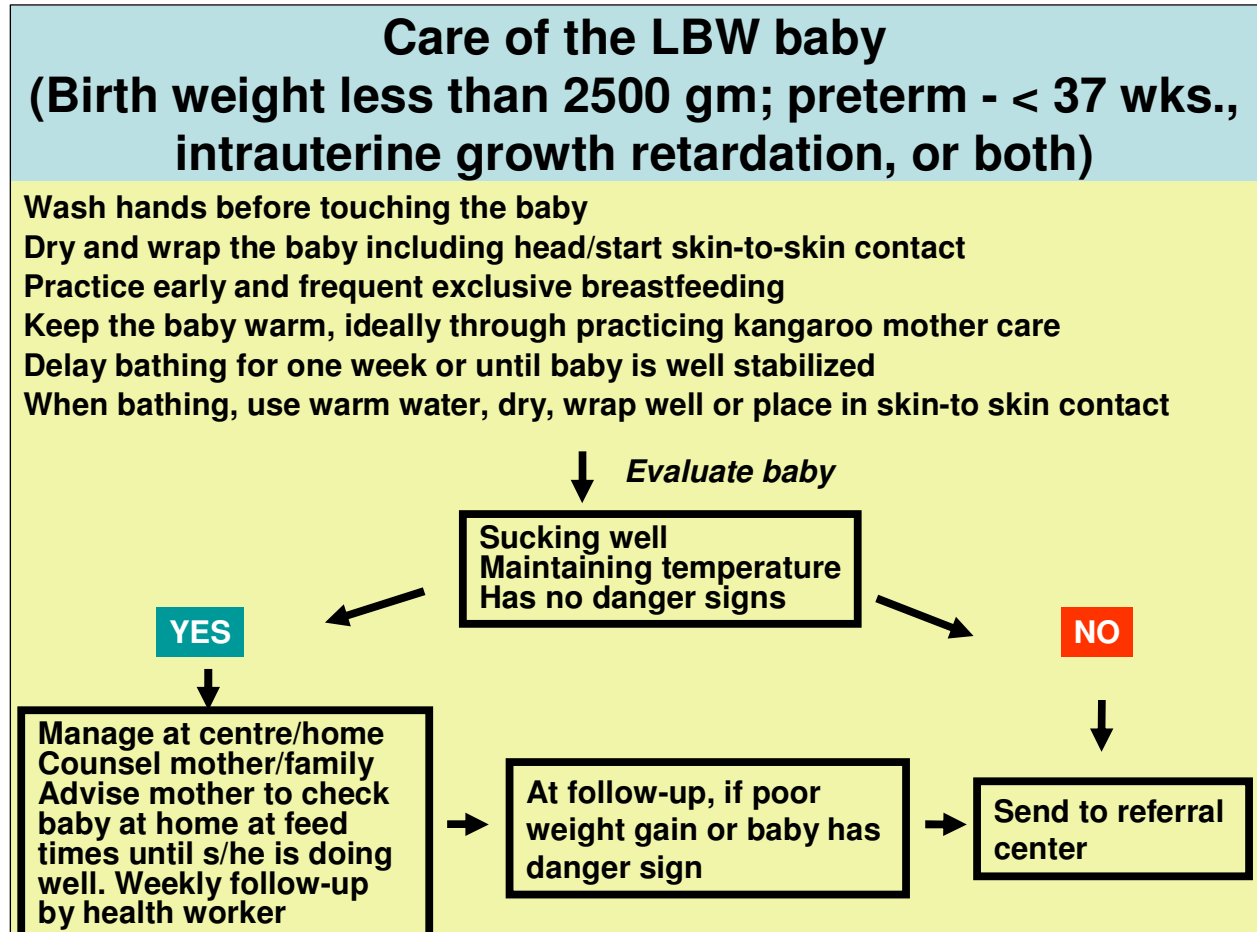 Care of the LBW baby
(Birth weight less than 2500 gm; preterm - < 37 wks.,
intrauterine growth retardation, or both)
Wash hands before touching the baby
Dry and wrap the baby including head/start skin-to-skin contact
Practice early and frequent exclusive breastfeeding
Keep the baby warm, ideally through practicing kangaroo mother care
Delay bathing for one week or until baby is well stabilized
When bathing, use warm water, dry, wrap well or place in skin-to skin contact
Evaluate baby
Sucking well
Maintaining temperature
Has no danger signs
YES
NO
Manage at centre/home
Counsel mother/family
Advise mother to check
baby at home at feed
times until s/he is doing
well. Weekly follow-up
by health worker
At follow-up, if poor
weight gain or baby has
danger sign
Send to referral
center